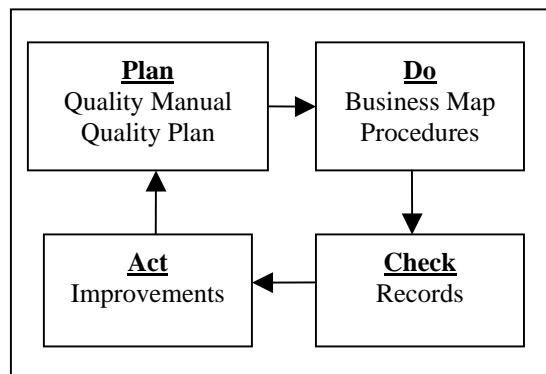 Plan
Quality Manual
Quality Plan
Do
Business Map
Procedures
Act
Improvements
Check
Records